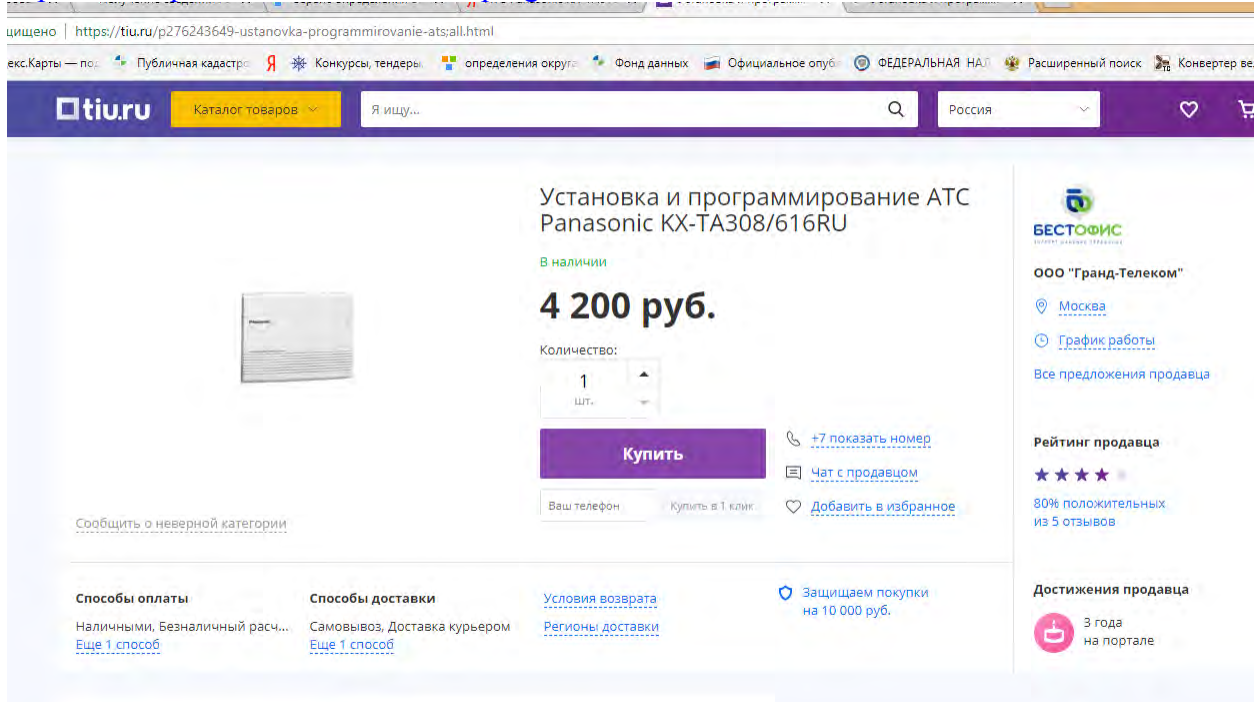 https://tiu.ru/p276243649-ustanovka-programmirovanie-ats;all.html
Публичная кадастр
Конкурсы, тендеры
определения округа
Фонд данных
Официальное опуб
ФЕДЕРАЛЬНАЯ НАЛ
Расширенный поиск
Конвертер ве
tiu.ru
Каталог товаров
Я ищу...
Россия
Установка и программирование АТС
Panasonic KX-TA308/616RU
В наличии
4 200 руб.
Количество:
1
шт.
Купить
Ваш телефон
Купить в 1 клик
+7 показать номер
Чат с продавцом
Добавить в избранное
Сообщить о неверной категории
БЕСТОФИС
ООО "Гранд-Телеком"
Москва
График работы
Все предложения продавца
Рейтинг продавца
80% положительных
из 5 отзывов
Способы оплаты
Наличными, Безналичный расч...
Еще 1 способ
Способы доставки
Самовывоз, Доставка курьером
Еще 1 способ
Условия возврата
Регионы доставки
Защищаем покупки
на 10 000 руб.
Достижения продавца
3 года
на портале